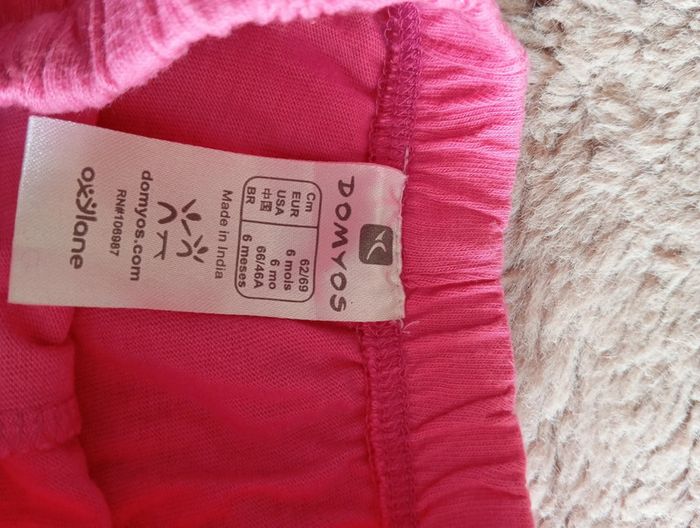 DOMYOS
Cm 62/69
EUR 6 mois
USA 6 mo
中国 66/46A
BR 6 meses
Made in India
domyos.com
RN#106987
oxylane